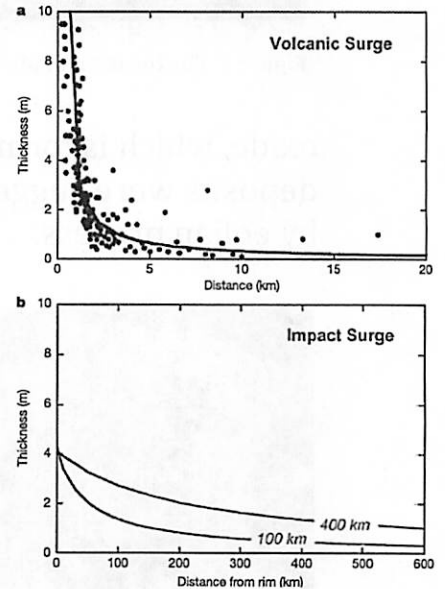 a
Volcanic Surge
Thickness (m)
10
8
6
4
2
0
0 5 10 15 20
Distance (km)
b
Impact Surge
Thickness (m)
10
8
6
4
2
0
400 km
100 km
0 100 200 300 400 500 600
Distance from rim (km)